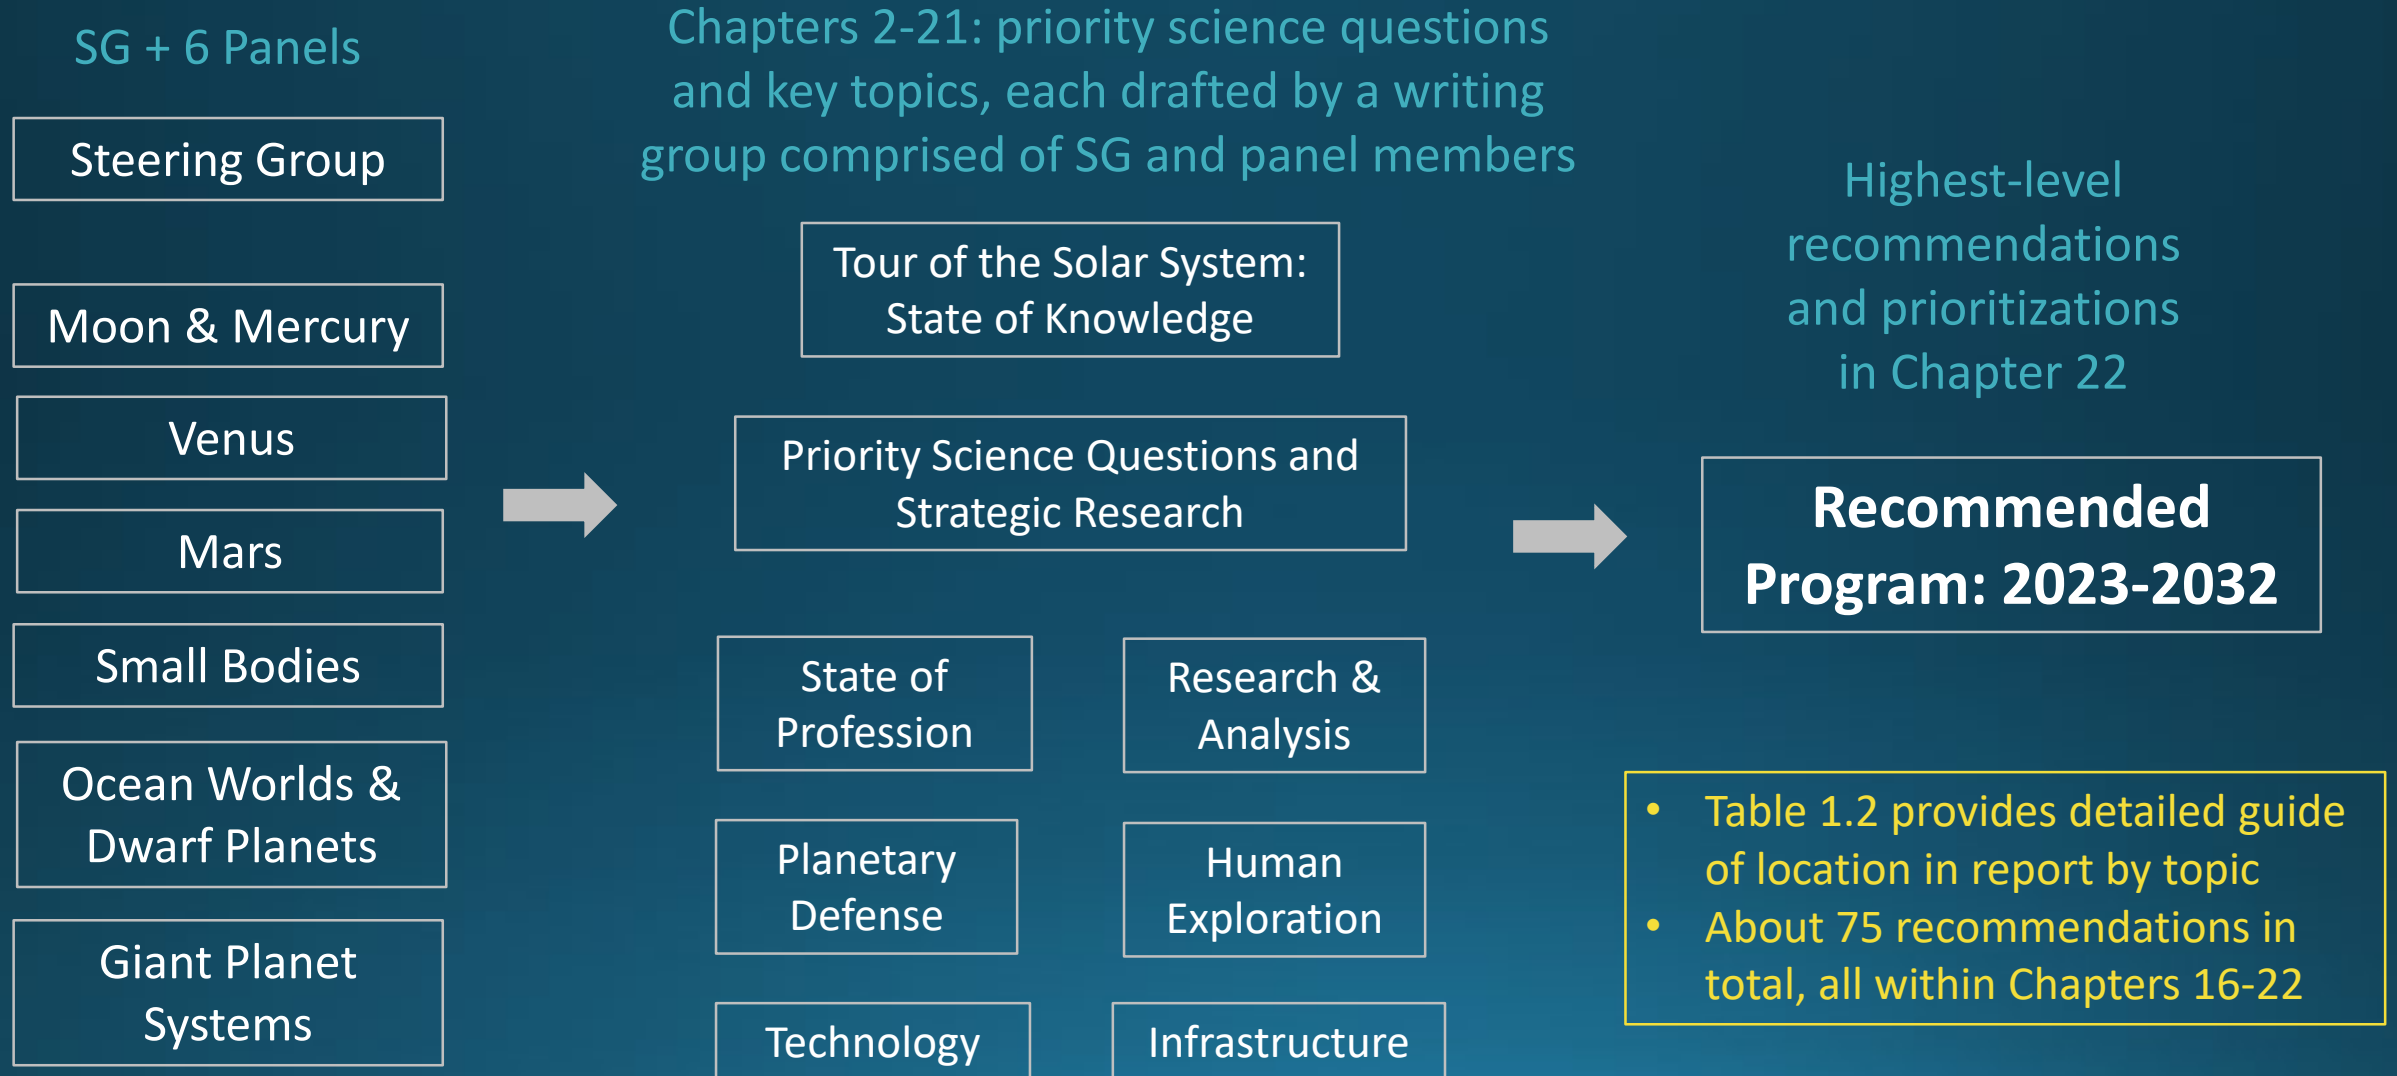 SG + 6 Panels
Steering Group
Moon & Mercury
Venus
Mars
Small Bodies
Ocean Worlds &
Dwarf Planets
Giant Planet
Systems
Chapters 2-21: priority science questions
and key topics, each drafted by a writing
group comprised of SG and panel members
Tour of the Solar System:
State of Knowledge
Priority Science Questions and
Strategic Research
State of
Profession
Research &
Analysis
Planetary
Defense
Human
Exploration
Technology
Infrastructure
Highest-level
recommendations
and prioritizations
in Chapter 22
Recommended
Program: 2023-2032
• Table 1.2 provides detailed guide
of location in report by topic
• About 75 recommendations in
total, all within Chapters 16-22